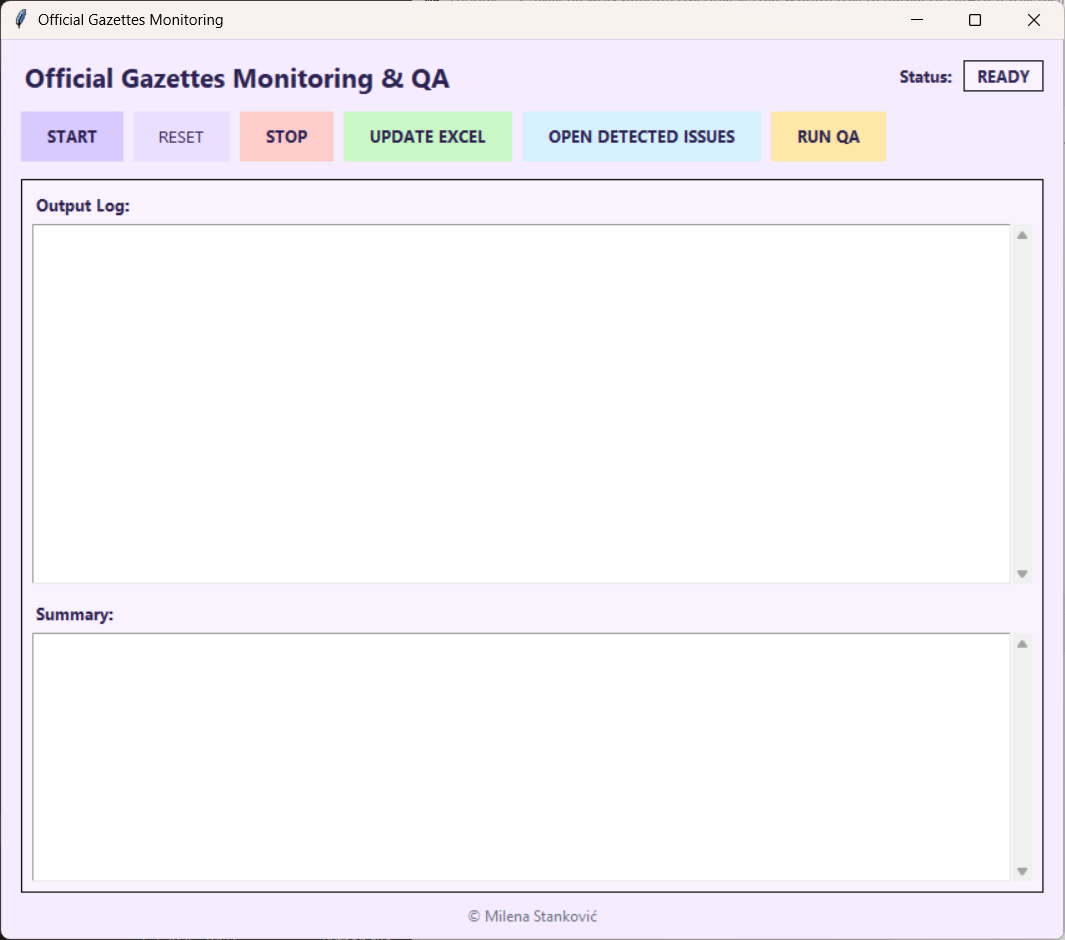 Official Gazettes Monitoring
Official Gazettes Monitoring & QA
Status: READY
START RESET STOP UPDATE EXCEL OPEN DETECTED ISSUES RUN QA
Output Log:
Summary:
© Milena Stanković